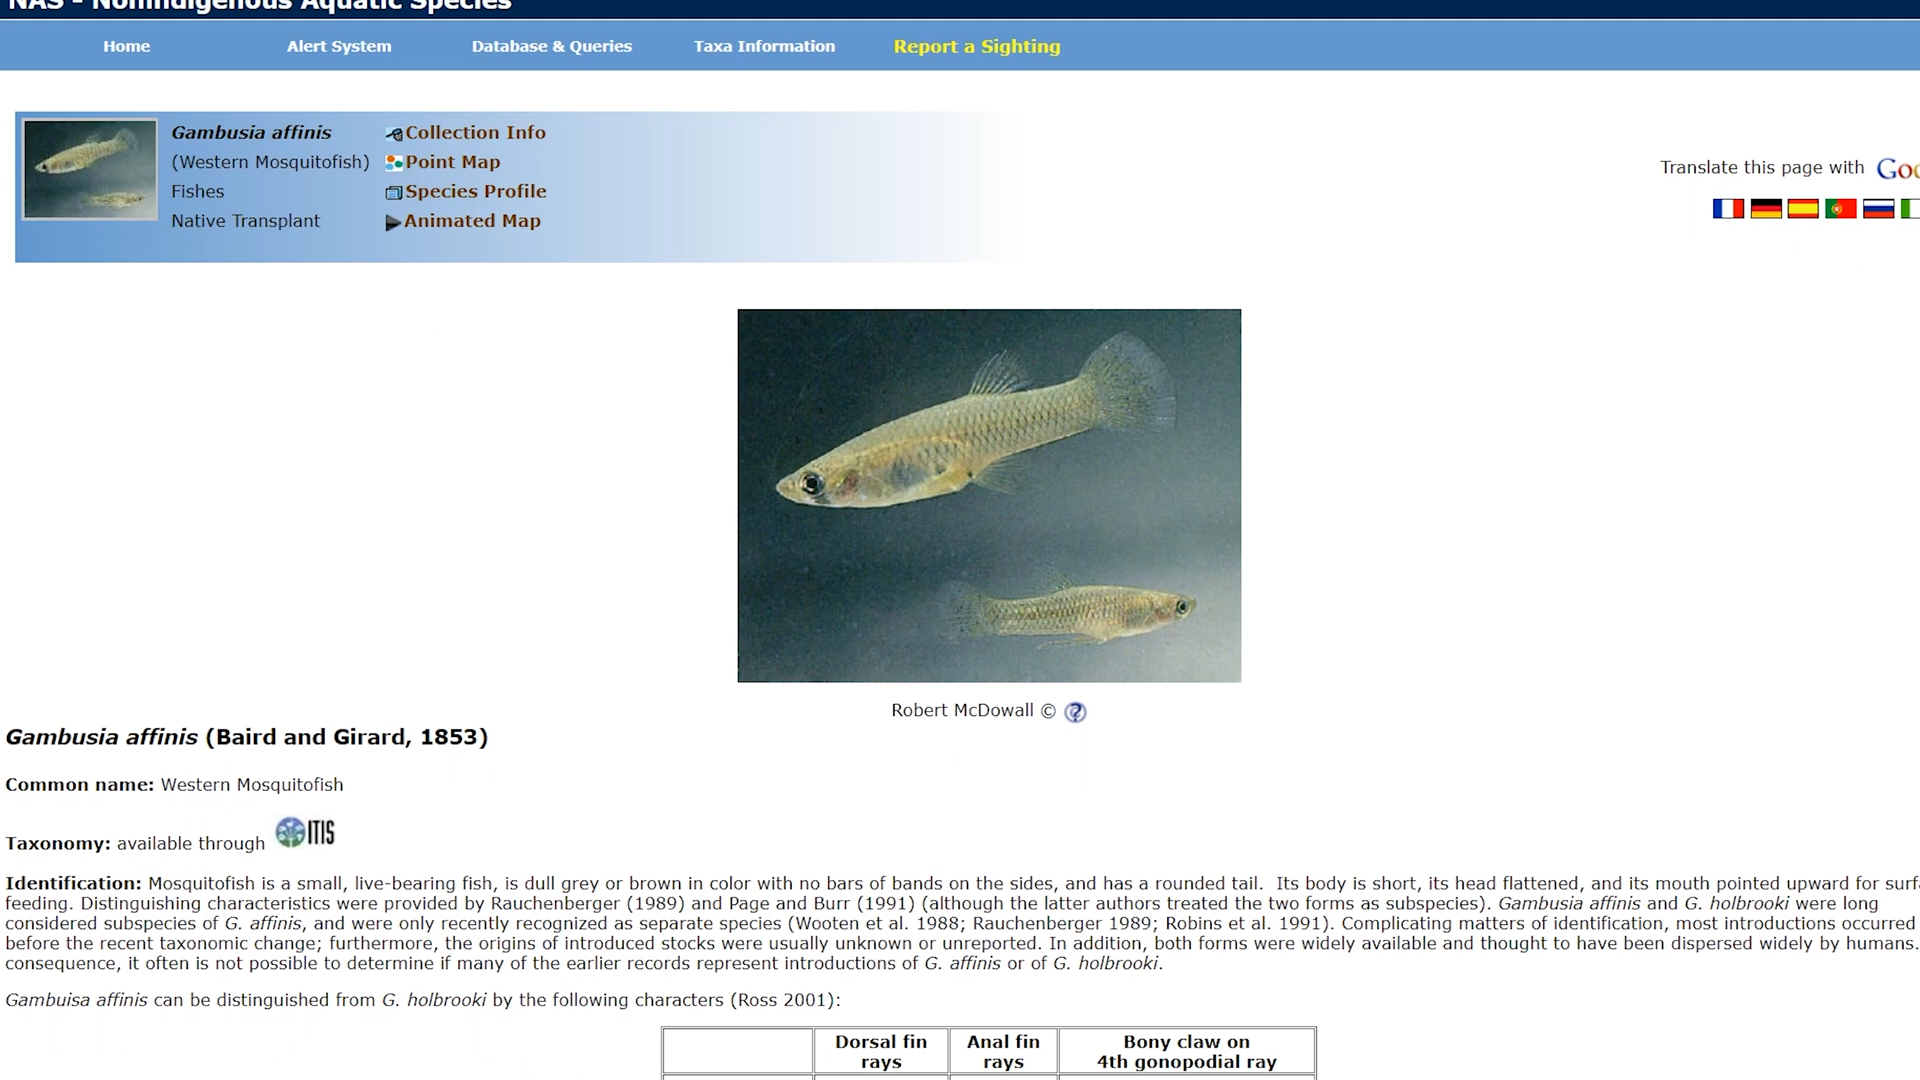 NAS - Nonindigenous Aquatic Species
Home Alert System Database & Queries Taxa Information Report a Sighting
Gambusia affinis
(Western Mosquitofish)
Fishes
Native Transplant
Collection Info
Point Map
Species Profile
Animated Map
Translate this page with
Robert McDowall ©
Gambusia affinis (Baird and Girard, 1853)
Common name: Western Mosquitofish
Taxonomy: available through ITIS
Identification: Mosquitofish is a small, live-bearing fish, is dull grey or brown in color with no bars of bands on the sides, and has a rounded tail. Its body is short, its head flattened, and its mouth pointed upward for
feeding. Distinguishing characteristics were provided by Rauchenberger (1989) and Page and Burr (1991) (although the latter authors treated the two forms as subspecies). Gambusia affinis and G. holbrooki were long
considered subspecies of G. affinis, and were only recently recognized as separate species (Wooten et al. 1988; Rauchenberger 1989; Robins et al. 1991). Complicating matters of identification, most introductions occurred
before the recent taxonomic change; furthermore, the origins of introduced stocks were usually unknown or unreported. In addition, both forms were widely available and thought to have been dispersed widely by humans.
consequence, it often is not possible to determine if many of the earlier records represent introductions of G. affinis or of G. holbrooki.
Gambuisa affinis can be distinguished from G. holbrooki by the following characters (Ross 2001):
Dorsal fin rays
Anal fin rays
Bony claw on 4th gonopodial ray